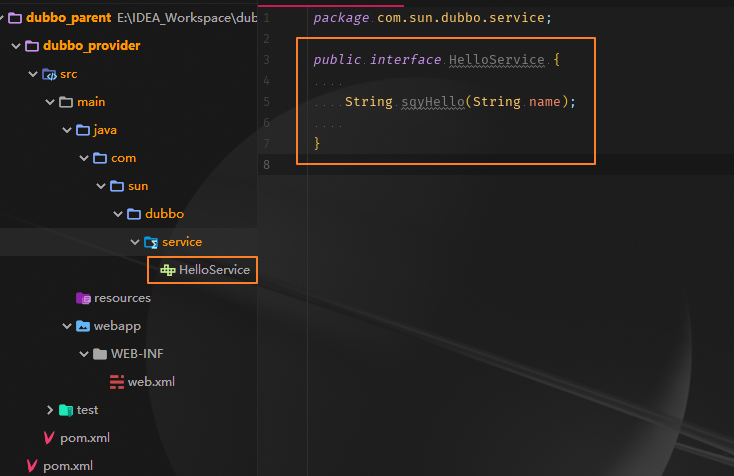 dubbo_parent E:\IDEA_Workspace\dub
dubbo_provider
src
main
java
com
sun
dubbo
service
HelloService
resources
webapp
WEB-INF
web.xml
test
pom.xml
pom.xml
1 package com.sun.dubbo.service;
2
3 public interface HelloService {
4
5 String sqyHello(String name);
6
7 }
8